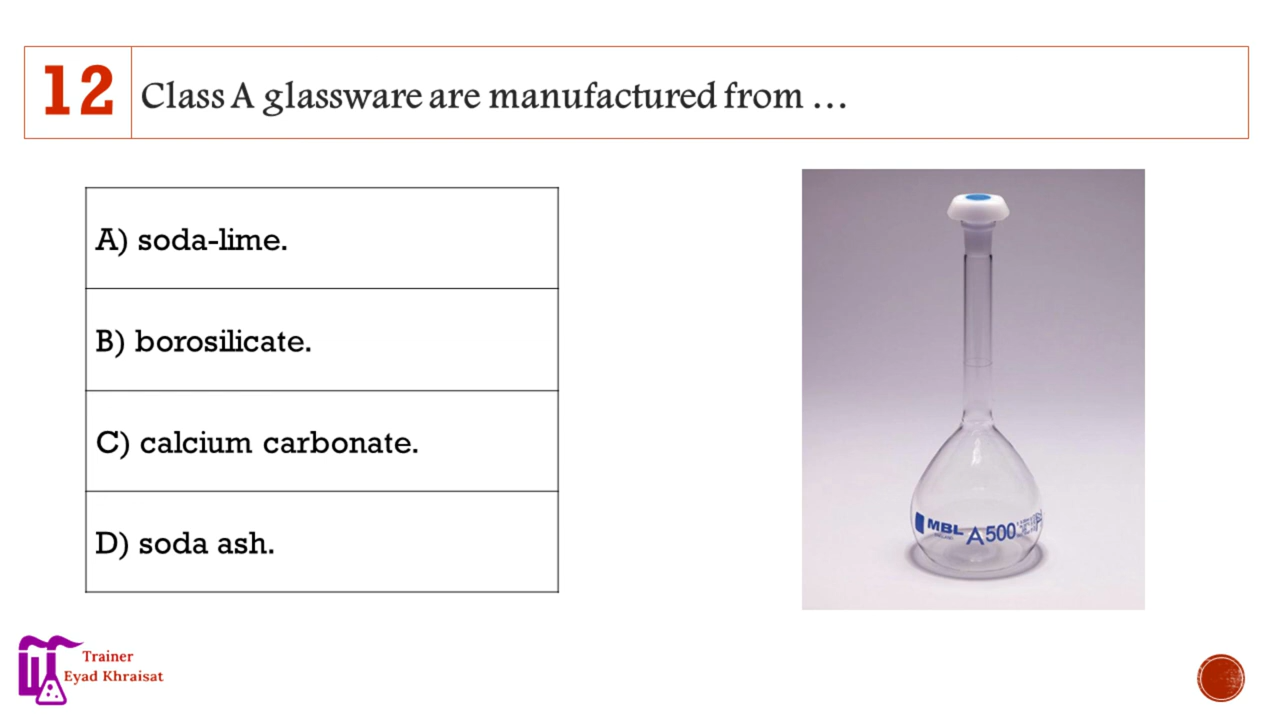 12
Class A glassware are manufactured from ...
A) soda-lime.
B) borosilicate.
C) calcium carbonate.
D) soda ash.
MBL A 500
Trainer
Eyad Khraisat